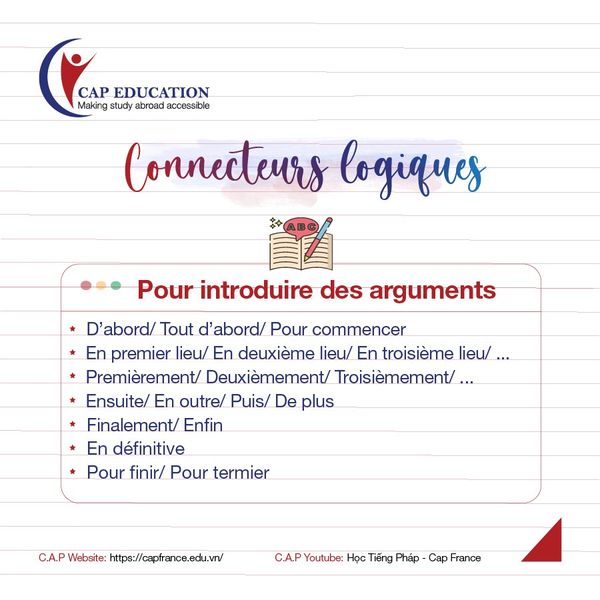 CAP EDUCATION
Making study abroad accessible
Connecteurs logiques
ABC
Pour introduire des arguments
D'abord/ Tout d'abord/ Pour commencer
En premier lieu/ En deuxième lieu/ En troisième lieu/ ...
Premièrement/ Deuxièmement/ Troisièmement/ ...
Ensuite/ En outre/ Puis/ De plus
Finalement/ Enfin
En définitive
Pour finir/ Pour termier
C.A.P Website: https://capfrance.edu.vn/
C.A.P Youtube: Học Tiếng Pháp - Cap France